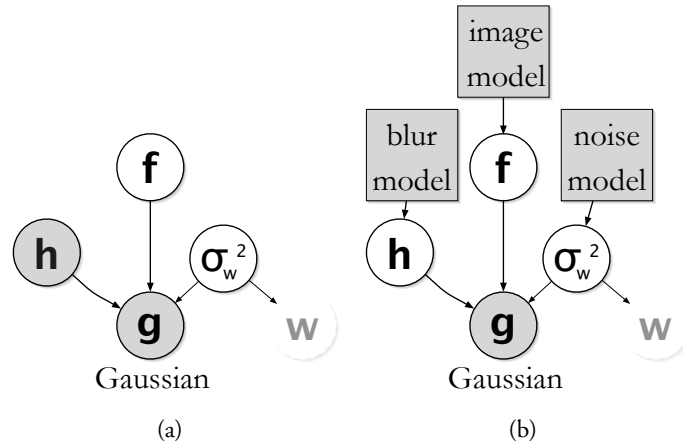 f
h
σw²
g
w
Gaussian
(a)
image
model
blur
model
noise
model
f
h
σw²
g
w
Gaussian
(b)